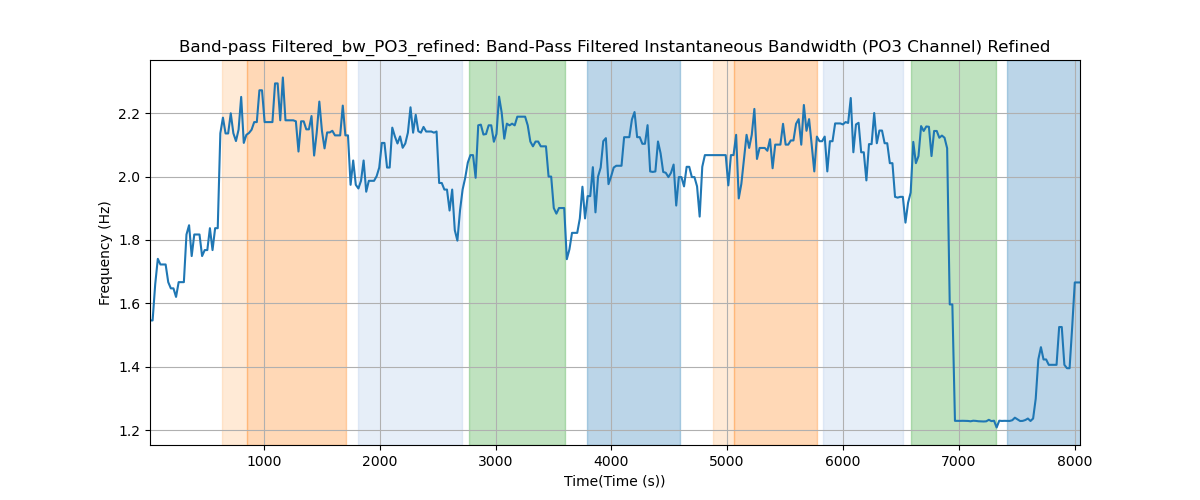 Band-pass Filtered_bw_PO3_refined: Band-Pass Filtered Instantaneous Bandwidth (PO3 Channel) Refined
Frequency (Hz)
2.2
2.0
1.8
1.6
1.4
1.2
1000 2000 3000 4000 5000 6000 7000 8000
Time(Time (s))